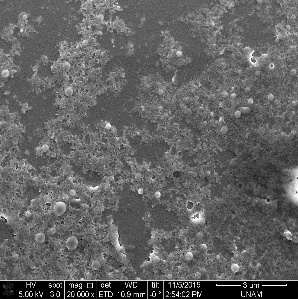 HV spot mag det WD tilt 11/5/2015 3 µm
5.00 kV 3.0 20 000 x ETD 10.9 mm 2:54:02 PM UNAM